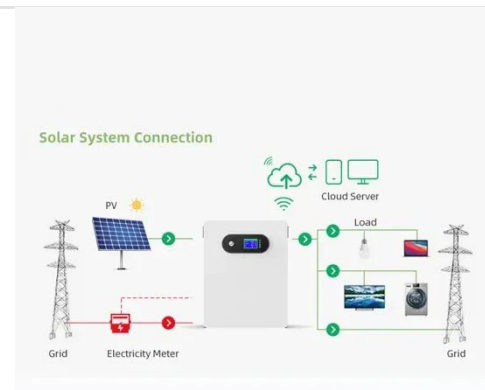 Solar System Connection
Cloud Server
PV
Load
Grid
Electricity Meter
Grid